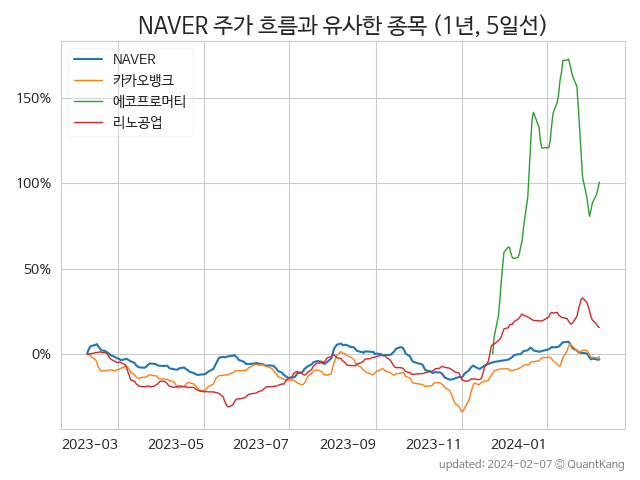 NAVER 주가 흐름과 유사한 종목 (1년, 5일선)
NAVER
카카오뱅크
에코프로머티
리노공업
150%
100%
50%
0%
2023-03 2023-05 2023-07 2023-09 2023-11 2024-01
updated: 2024-02-07 © QuantKang